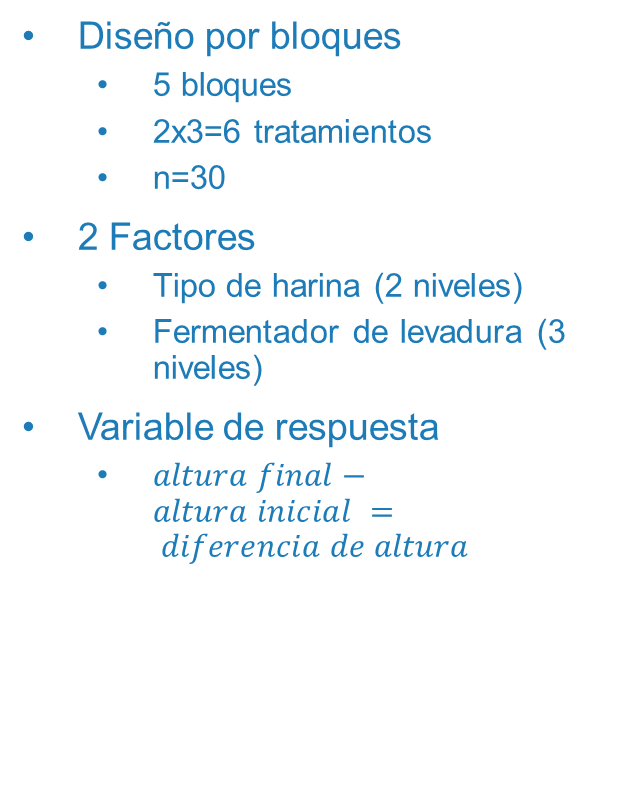 • Diseño por bloques
• 5 bloques
• 2x3=6 tratamientos
• n=30
• 2 Factores
• Tipo de harina (2 niveles)
• Fermentador de levadura (3
niveles)
• Variable de respuesta
• altura final −
altura inicial =
diferencia de altura